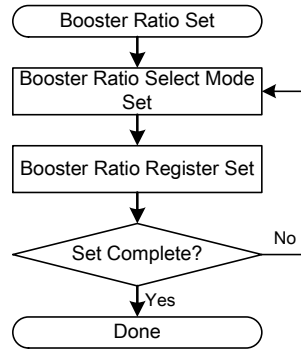 Booster Ratio Set
Booster Ratio Select Mode
Set
Booster Ratio Register Set
Set Complete?
No
Yes
Done